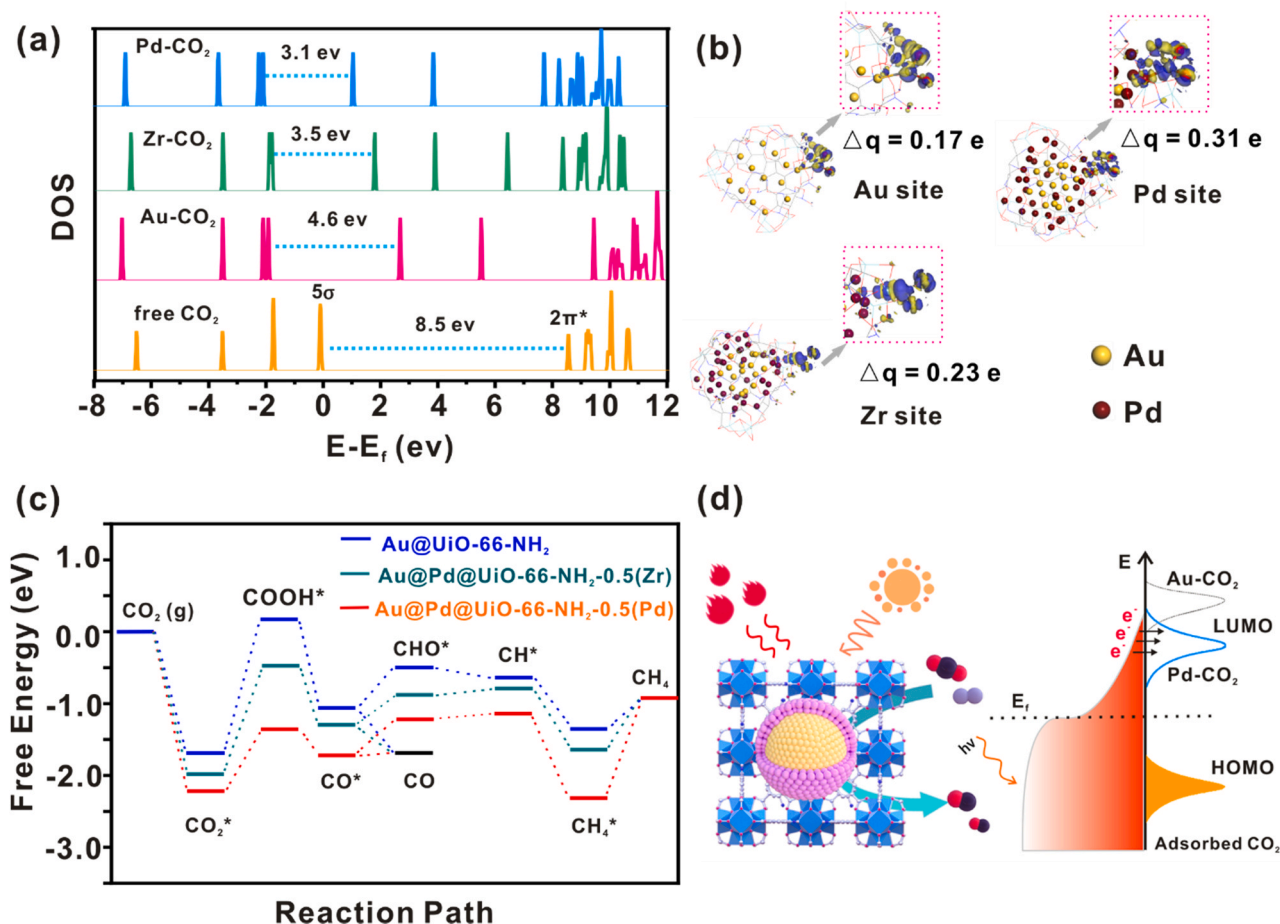 (a)
Pd-CO₂
3.1 ev
Zr-CO₂
3.5 ev
Au-CO₂
4.6 ev
free CO₂
5σ
8.5 ev
2π*
DOS
-8 -6 -4 -2 0 2 4 6 8 10 12
E-E_f (ev)
(b)
△q = 0.17 e
Au site
△q = 0.31 e
Pd site
△q = 0.23 e
Zr site
Au
Pd
(c)
Free Energy (eV)
1.0
0.0
-1.0
-2.0
-3.0
Au@UiO-66-NH₂
Au@Pd@UiO-66-NH₂-0.5(Zr)
Au@Pd@UiO-66-NH₂-0.5(Pd)
CO₂ (g)
CO₂*
COOH*
CO*
CHO*
CO
CH*
CH₄*
CH₄
Reaction Path
(d)
E
Au-CO₂
LUMO
e⁻
e⁻
e⁻
Pd-CO₂
E_f
hν
HOMO
Adsorbed CO₂